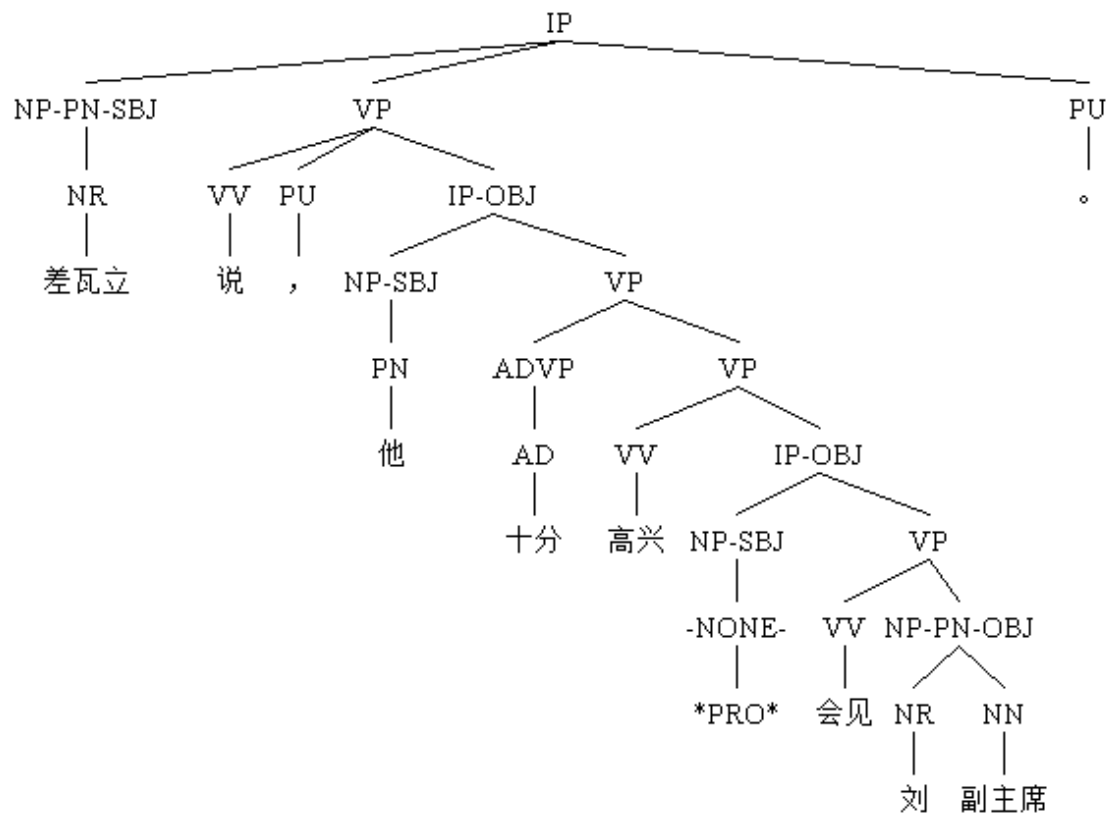 IP
NP-PN-SBJ VP PU
NR VV PU IP-OBJ 。
差瓦立 说 ， NP-SBJ VP
PN ADVP VP
他 AD VV IP-OBJ
十分 高兴 NP-SBJ VP
-NONE- VV NP-PN-OBJ
*PRO* 会见 NR NN
刘 副主席